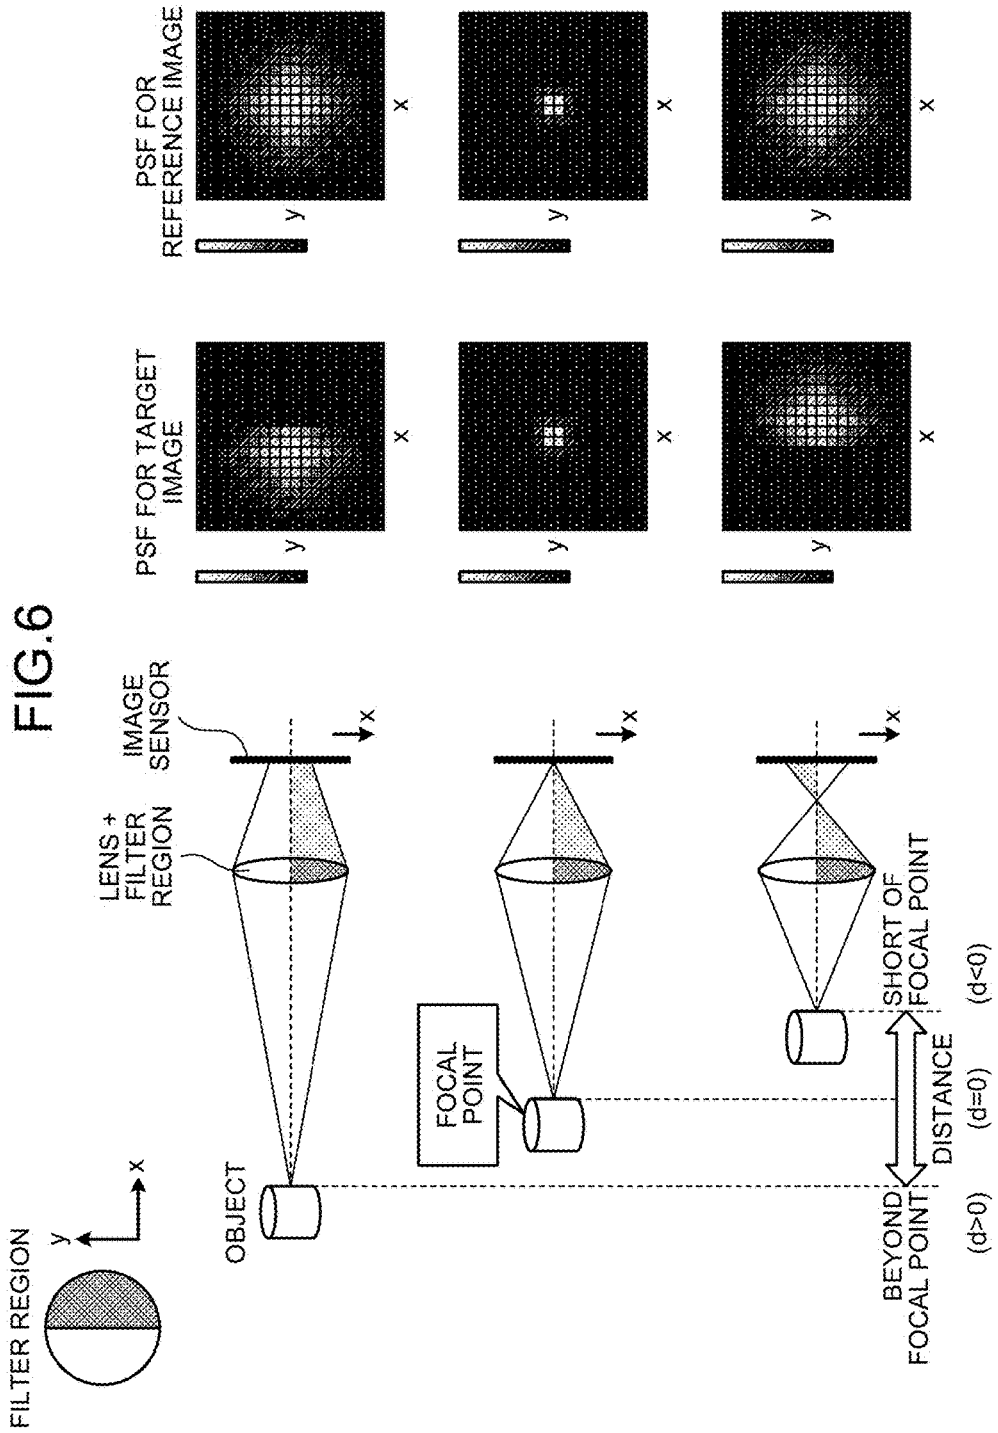 FIG.6
FILTER REGION
y
x
LENS +
FILTER
REGION
IMAGE
SENSOR
PSF FOR TARGET
IMAGE
PSF FOR
REFERENCE IMAGE
OBJECT
x
y
x
y
x
FOCAL
POINT
x
y
x
y
x
x
y
x
y
x
BEYOND
FOCAL POINT
DISTANCE
SHORT OF
FOCAL POINT
(d>0)
(d=0)
(d<0)